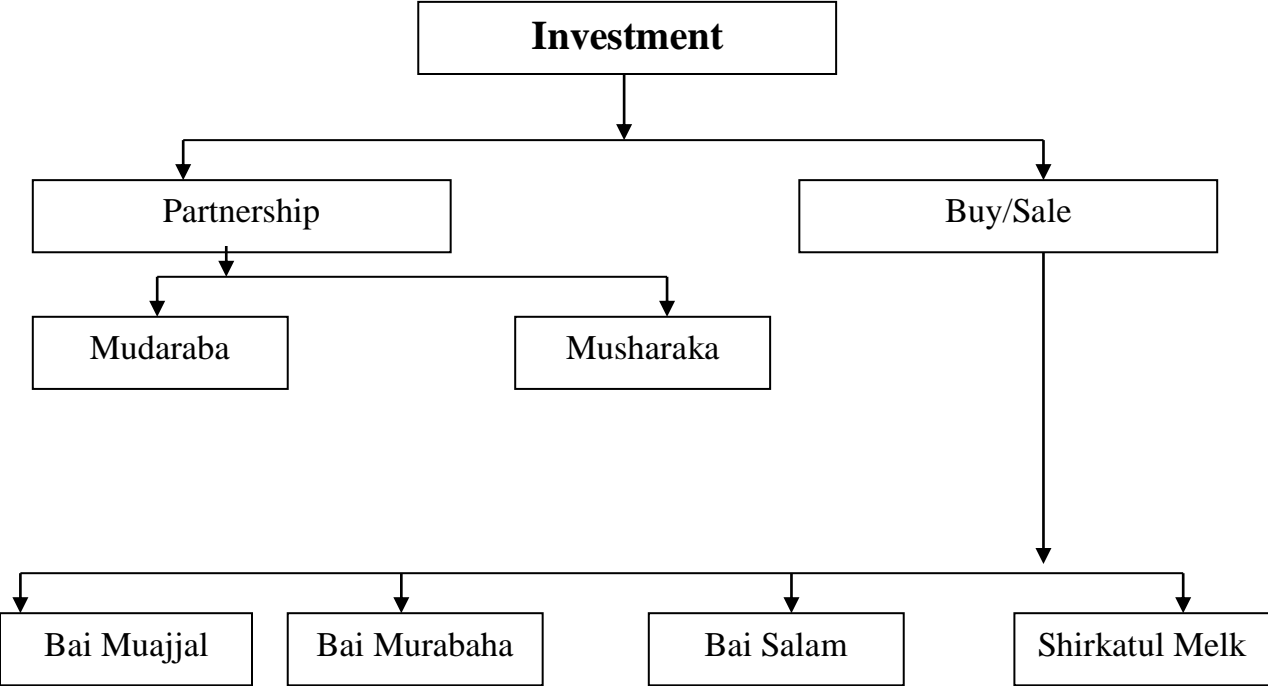 Investment
Partnership
Buy/Sale
Mudaraba
Musharaka
Bai Muajjal
Bai Murabaha
Bai Salam
Shirkatul Melk